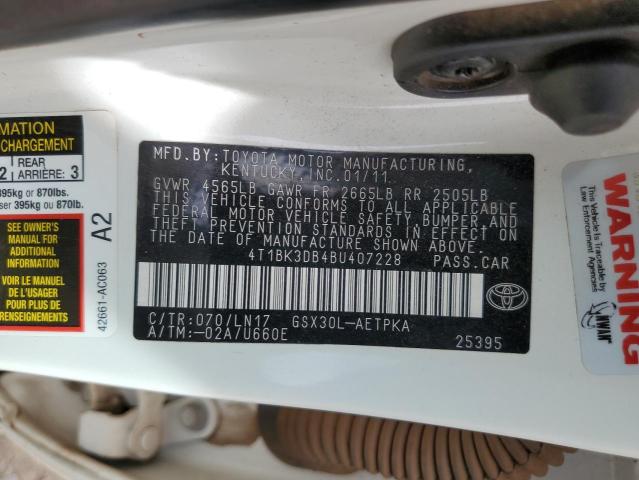 MATION
CHARGEMENT
2 | REAR ARRIÈRE | 3
395kg or 870lbs.
ser 395kg ou 870lb.
SEE OWNER'S
MANUAL FOR
ADDITIONAL
INFORMATION
VOIR LE MANUEL
DE L'USAGER
POUR PLUS DE
RENSEIGNEMENTS
A2
42661-AC063
MFD.BY:TOYOTA MOTOR MANUFACTURING,
KENTUCKY, INC.01/11
GVWR 4565LB GAWR FR 2665LB RR 2505LB
THIS VEHICLE CONFORMS TO ALL APPLICABLE
FEDERAL MOTOR VEHICLE SAFETY, BUMPER, AND
THEFT PREVENTION STANDARDS IN EFFECT ON
THE DATE OF MANUFACTURE SHOWN ABOVE.
4T1BK3DB4BU407228 PASS.CAR
C/TR:070/LN17 GSX30L-AETPKA
A/TM:-02A7U660E
25395
TOYOTA
WARNING
This Vehicle is Traceable
Law Enforcement
NWAN